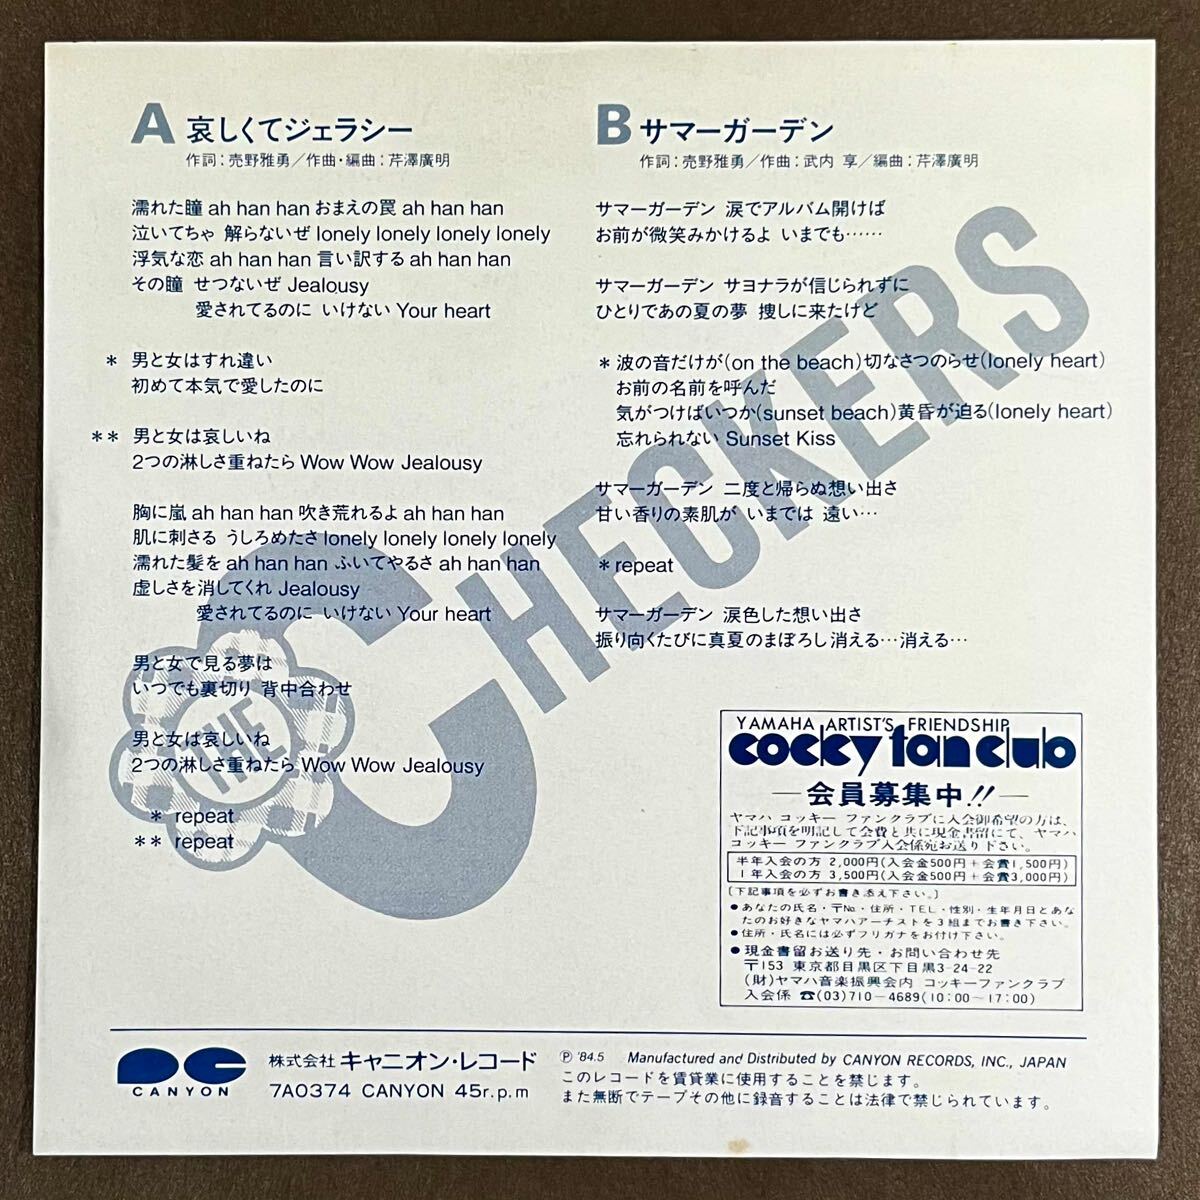 A 哀しくてジェラシー
作詞：売野雅勇／作曲・編曲：芹澤廣明
濡れた瞳 ah han han おまえの罠 ah han han
泣いてちゃ 解らないぜ lonely lonely lonely lonely
浮気な恋 ah han han 言い訳する ah han han
その瞳 せつないぜ Jealousy
愛されてるのに いけない Your heart
* 男と女はすれ違い
初めて本気で愛したのに
** 男と女は哀しいね
2つの淋しさ重ねたら Wow Wow Jealousy
胸に嵐 ah han han 吹き荒れるよ ah han han
肌に刺さる うしろめたさ lonely lonely lonely lonely
濡れた髪を ah han han ふいてやるさ ah han han
虚しさを消してくれ Jealousy
愛されてるのに いけない Your heart
男と女で見る夢は
いつでも裏切り 背中合わせ
男と女は哀しいね
2つの淋しさ重ねたら Wow Wow Jealousy
* repeat
** repeat
B サマーガーデン
作詞：売野雅勇／作曲：武内 享／編曲：芹澤廣明
サマーガーデン 涙でアルバム開けば
お前が微笑みかけるよ いまでも……
サマーガーデン サヨナラが信じられずに
ひとりであの夏の夢 捜しに来たけど
* 波の音だけが(on the beach)切なさつのらせ(lonely heart)
お前の名前を呼んだ
気がつけばいつか(sunset beach)黄昏が迫る(lonely heart)
忘れられない Sunset Kiss
サマーガーデン 二度と帰らぬ想い出さ
甘い香りの素肌が いまでは 遠い…
* repeat
サマーガーデン 涙色した想い出さ
振り向くたびに真夏のまぼろし消える…消える…
THE CHECKERS
YAMAHA ARTIST'S FRIENDSHIP
cocky fan club
—会員募集中!!—
ヤマハ コッキー ファンクラブに入会御希望の方は、
下記事項を明記して会費と共に現金書留にて、ヤマハ
コッキー ファンクラブ入会係宛お送り下さい。
半年入会の方 2,000円(入会金500円+会費1,500円)
1年入会の方 3,500円(入会金500円+会費3,000円)
〔下記事項を必ずお書き添え下さい。〕
●あなたの氏名・〒No・住所・TEL・性別・生年月日とあな
たのお好きなヤマハアーチストを3組までお書き下さい。
●住所・氏名には必ずフリガナをお付け下さい。
●現金書留お送り先・お問い合わせ先
〒153 東京都目黒区下目黒3-24-22
(財)ヤマハ音楽振興会内 コッキーファンクラブ
入会係 ☎(03)710-4689(10:00〜17:00)
CANYON
株式会社 キャニオン・レコード
7A0374 CANYON 45r.p.m
Ⓟ '84.5 Manufactured and Distributed by CANYON RECORDS, INC., JAPAN
このレコードを賃貸業に使用することを禁じます。
また無断でテープその他に録音することは法律で禁じられています。